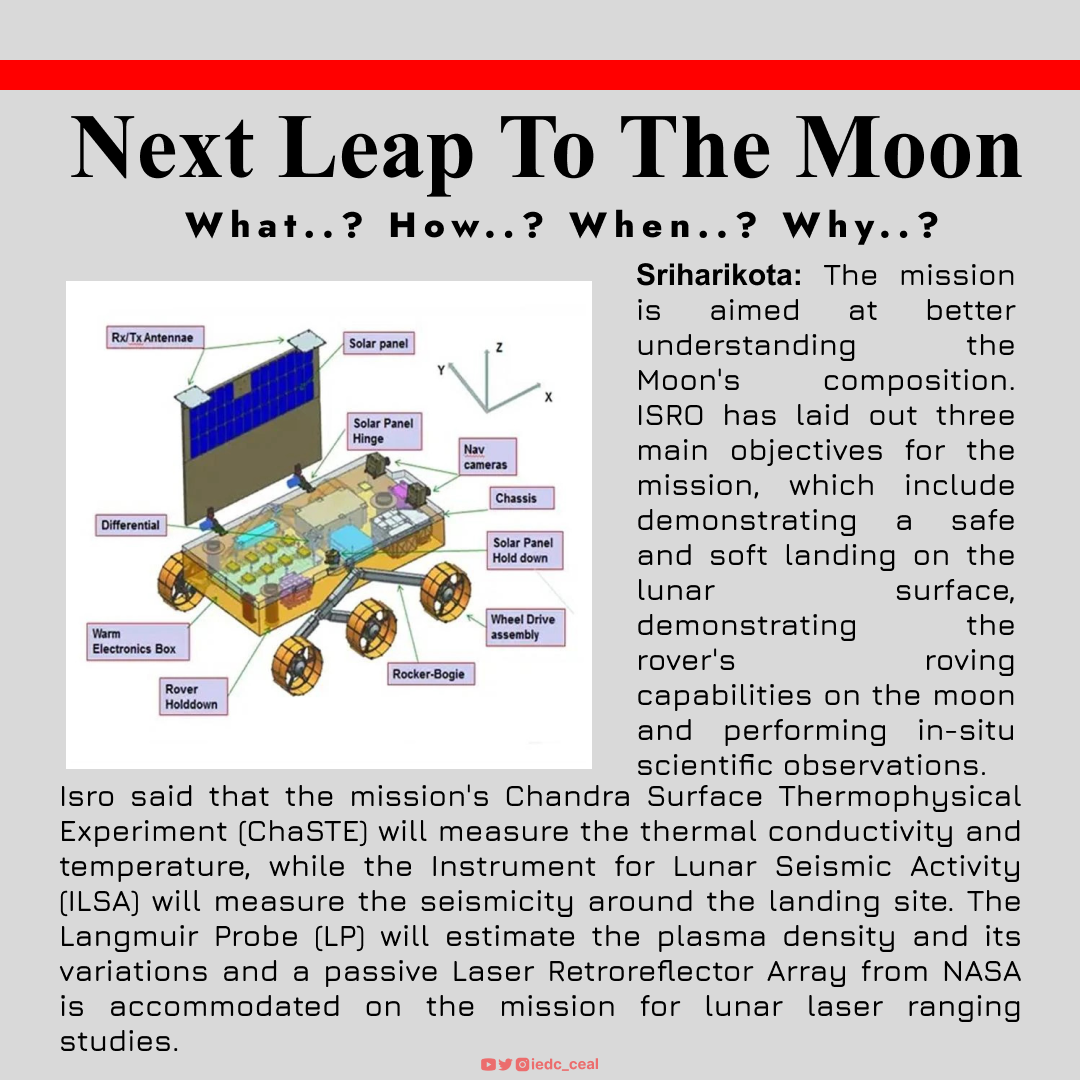 Next Leap To The Moon
What..? How..? When..? Why..?
Rx/Tx Antennae
Solar panel
Z
Y
X
Solar Panel
Hinge
Nav
cameras
Chassis
Differential
Solar Panel
Hold down
Warm
Electronics Box
Wheel Drive
assembly
Rocker-Bogie
Rover
Holddown
Sriharikota: The mission
is aimed at better
understanding the
Moon's composition.
ISRO has laid out three
main objectives for the
mission, which include
demonstrating a safe
and soft landing on the
lunar surface,
demonstrating the
rover's roving
capabilities on the moon
and performing in-situ
scientific observations.
Isro said that the mission's Chandra Surface Thermophysical
Experiment (ChaSTE) will measure the thermal conductivity and
temperature, while the Instrument for Lunar Seismic Activity
(ILSA) will measure the seismicity around the landing site. The
Langmuir Probe (LP) will estimate the plasma density and its
variations and a passive Laser Retroreflector Array from NASA
is accommodated on the mission for lunar laser ranging
studies.
iedc_ceal